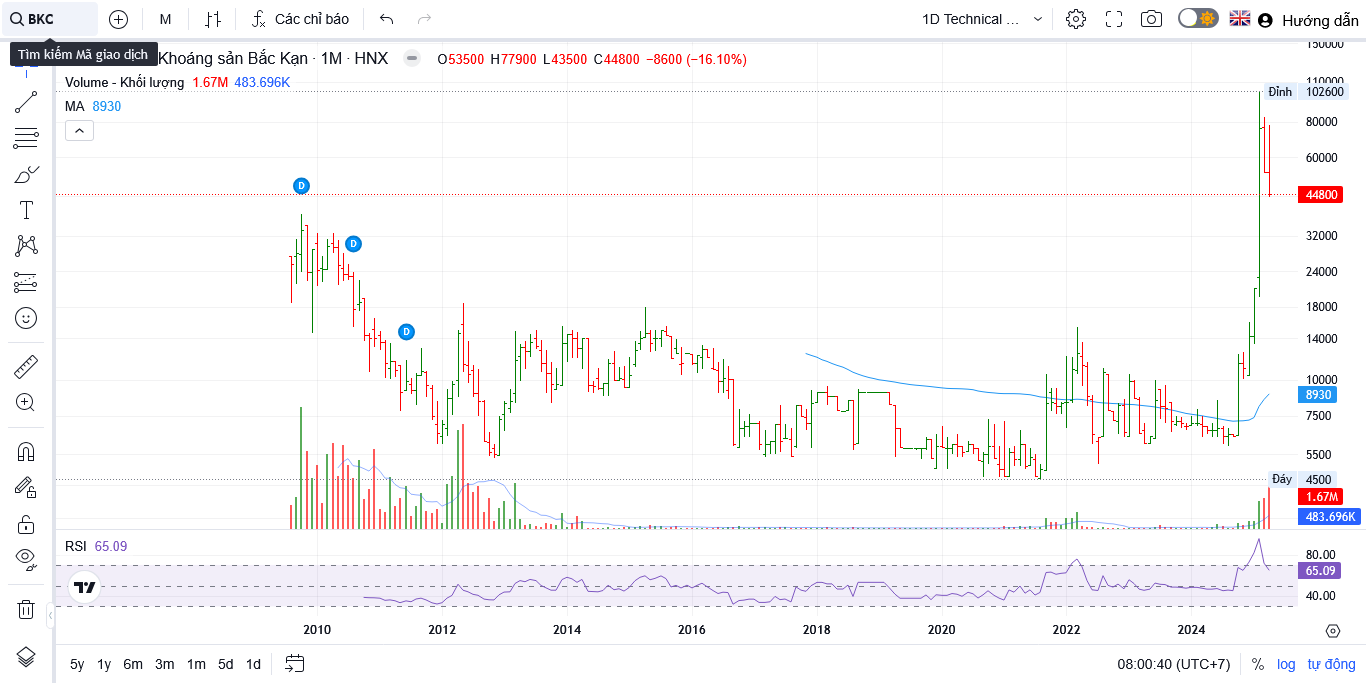 BKC M Các chỉ báo 1D Technical ... Hướng dẫn
Tìm kiếm Mã giao dịch
Khoáng sản Bắc Kạn · 1M · HNX O53500 H77900 L43500 C44800 −8600 (−16.10%)
Volume - Khối lượng 1.67M 483.696K
MA 8930
150000
110000
Đỉnh 102600
80000
60000
D
44800
32000
D
24000
18000
D
14000
10000
8930
7500
5500
Đáy 4500
1.67M
483.696K
RSI 65.09
80.00
65.09
40.00
2010 2012 2014 2016 2018 2020 2022 2024
5y 1y 6m 3m 1m 5d 1d 08:00:40 (UTC+7) % log tự động